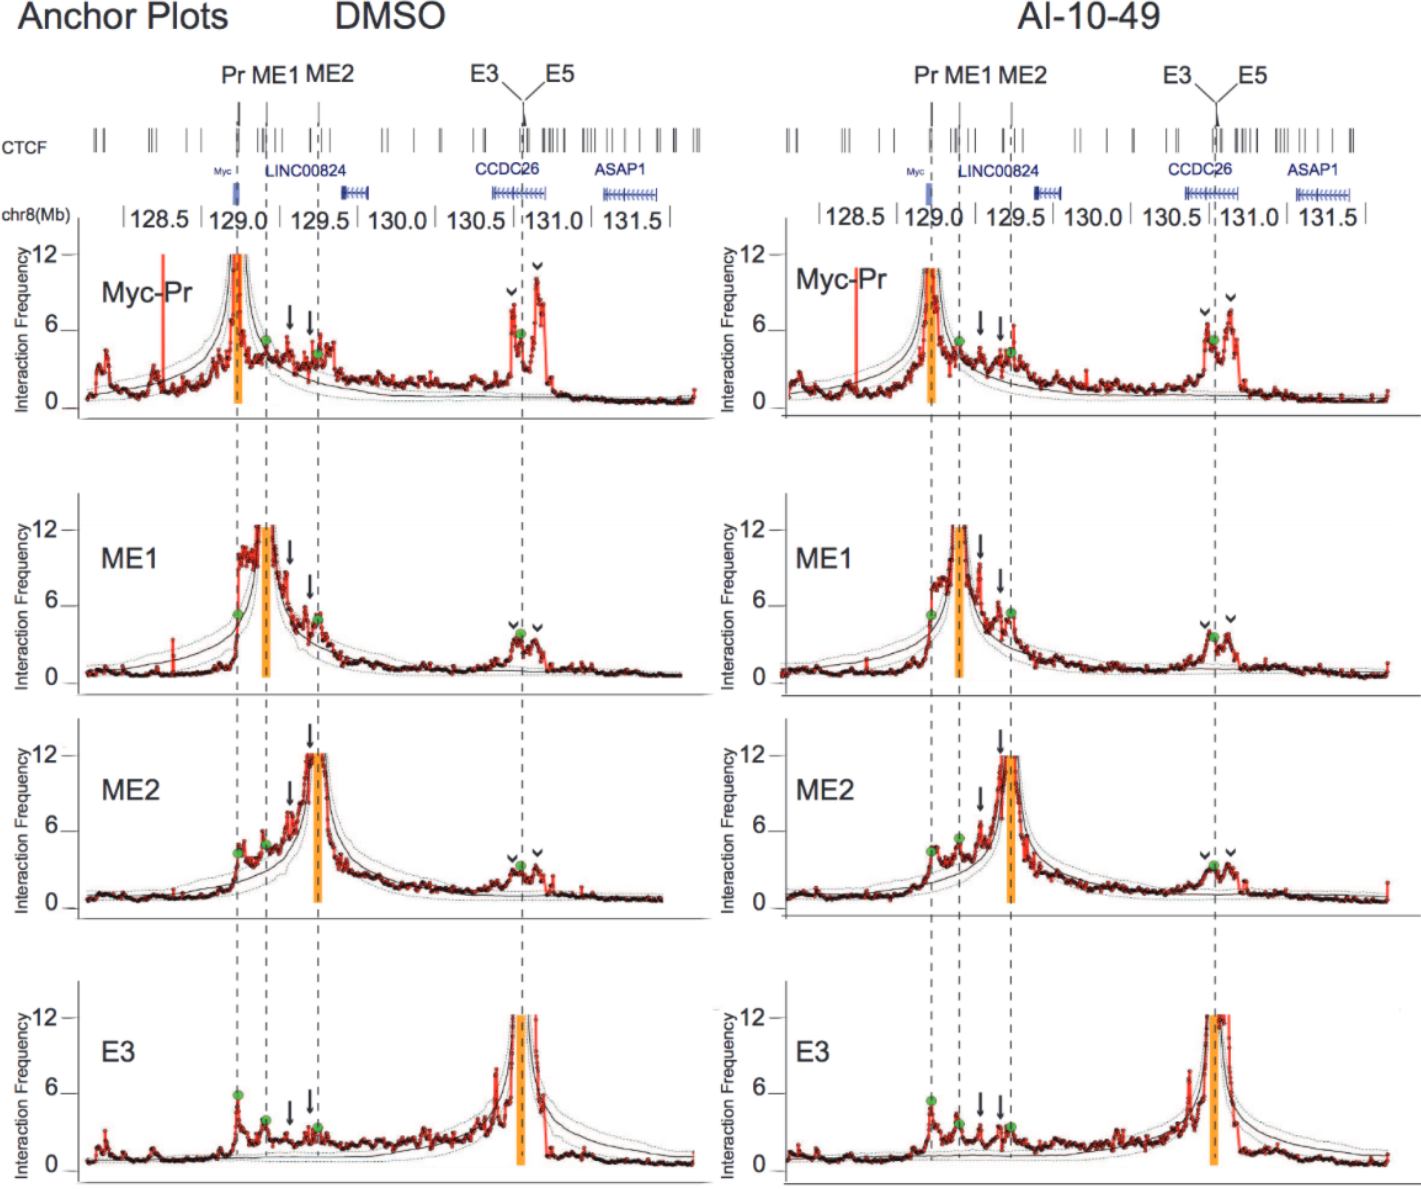 Anchor Plots DMSO AI-10-49
Pr ME1 ME2 E3 E5 Pr ME1 ME2 E3 E5
CTCF
Myc LINC00824 CCDC26 ASAP1 Myc LINC00824 CCDC26 ASAP1
chr8(Mb) 128.5 129.0 129.5 130.0 130.5 131.0 131.5 128.5 129.0 129.5 130.0 130.5 131.0 131.5
Interaction Frequency 12 6 0 Myc-Pr Interaction Frequency 12 6 0 Myc-Pr
Interaction Frequency 12 6 0 ME1 Interaction Frequency 12 6 0 ME1
Interaction Frequency 12 6 0 ME2 Interaction Frequency 12 6 0 ME2
Interaction Frequency 12 6 0 E3 Interaction Frequency 12 6 0 E3